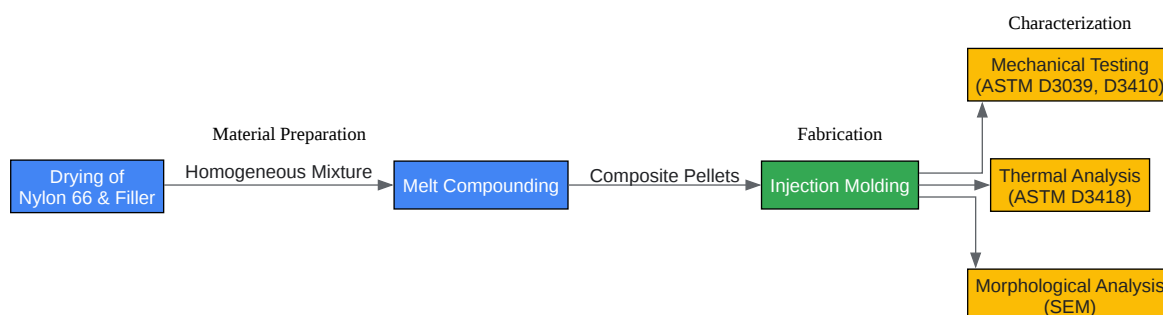 Characterization
Mechanical Testing
(ASTM D3039, D3410)
Material Preparation
Fabrication
Drying of
Nylon 66 & Filler
Homogeneous Mixture
Melt Compounding
Composite Pellets
Injection Molding
Thermal Analysis
(ASTM D3418)
Morphological Analysis
(SEM)